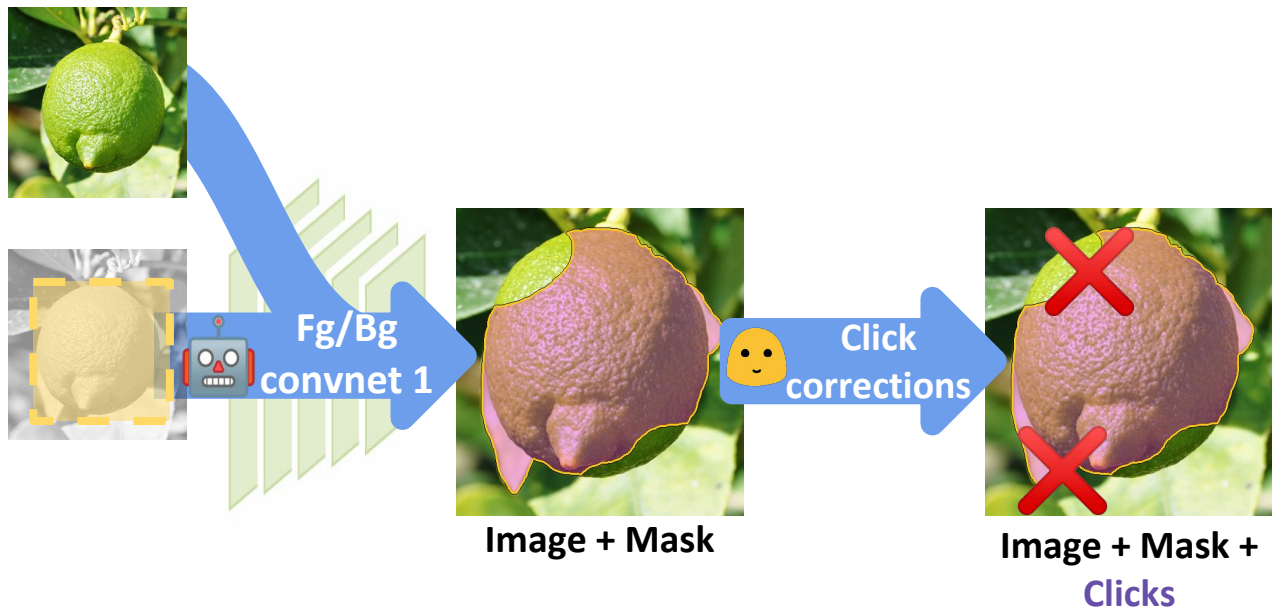 Fg/Bg
convnet 1
Click
corrections
Image + Mask
Image + Mask +
Clicks